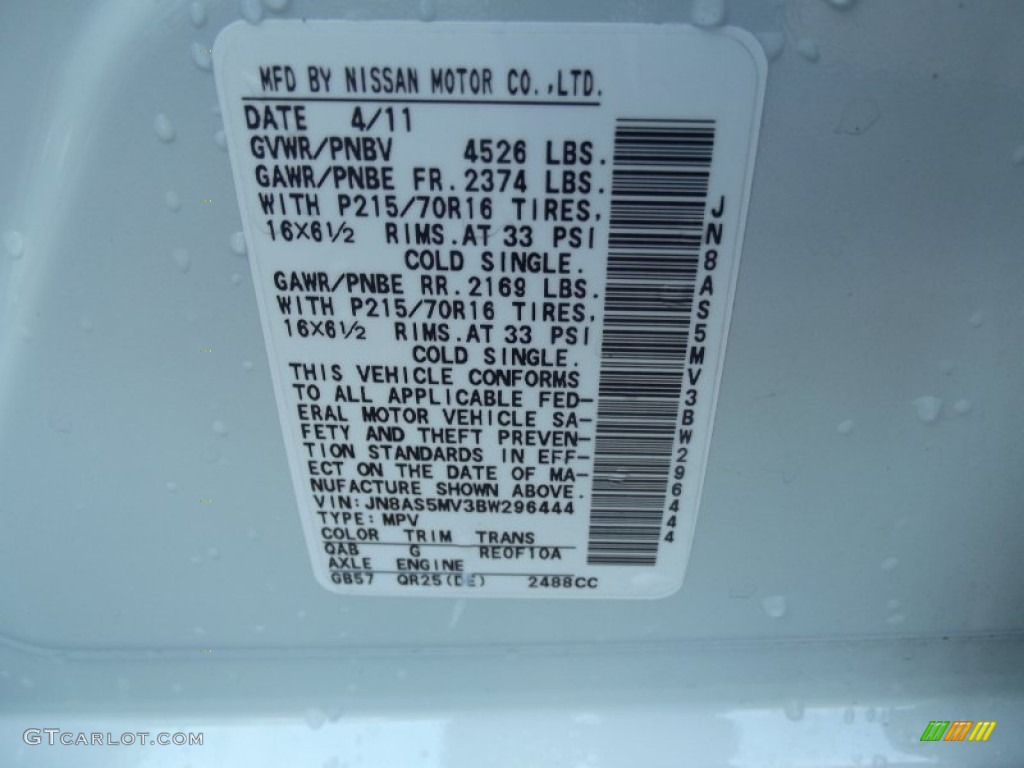 MFD BY NISSAN MOTOR CO.,LTD.
DATE 4/11
GVWR/PNBV 4526 LBS.
GAWR/PNBE FR.2374 LBS.
WITH P215/70R16 TIRES,
16X6½ RIMS.AT 33 PSI
COLD SINGLE.
GAWR/PNBE RR.2169 LBS.
WITH P215/70R16 TIRES,
16X6½ RIMS.AT 33 PSI
COLD SINGLE.
THIS VEHICLE CONFORMS
TO ALL APPLICABLE FED-
ERAL MOTOR VEHICLE SA-
FETY AND THEFT PREVEN-
TION STANDARDS IN EFF-
ECT ON THE DATE OF MA-
NUFACTURE SHOWN ABOVE.
VIN:JN8AS5MV3BW296444
TYPE:MPV
COLOR TRIM TRANS
QAB G RE0F10A
AXLE ENGINE
GB57 QR25(DE) 2488CC
JN8AS5MV3BW296444
GTCARLOT.COM